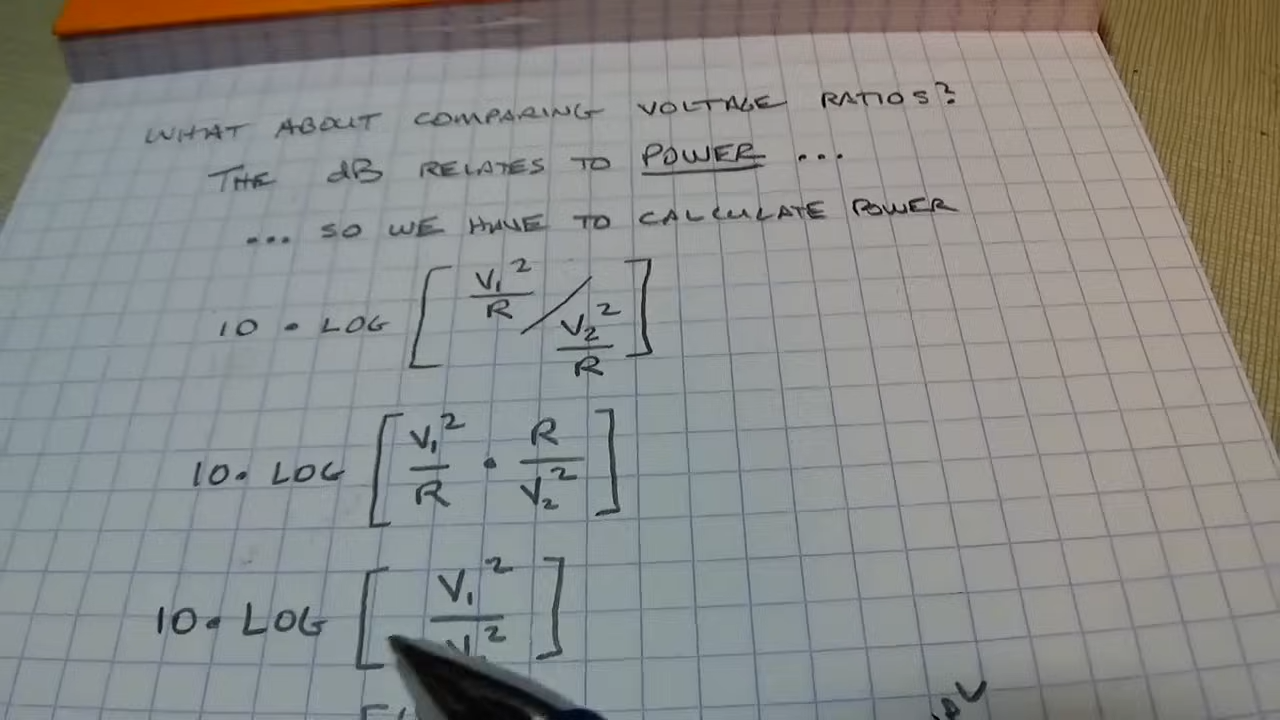 WHAT ABOUT COMPARING VOLTAGE RATIOS?
THE dB RELATES TO POWER ...
... SO WE HAVE TO CALCULATE POWER
10 • LOG [ V₁²/R / V₂²/R ]
10 • LOG [ V₁²/R • R/V₂² ]
10 • LOG [ V₁²/V ² ]